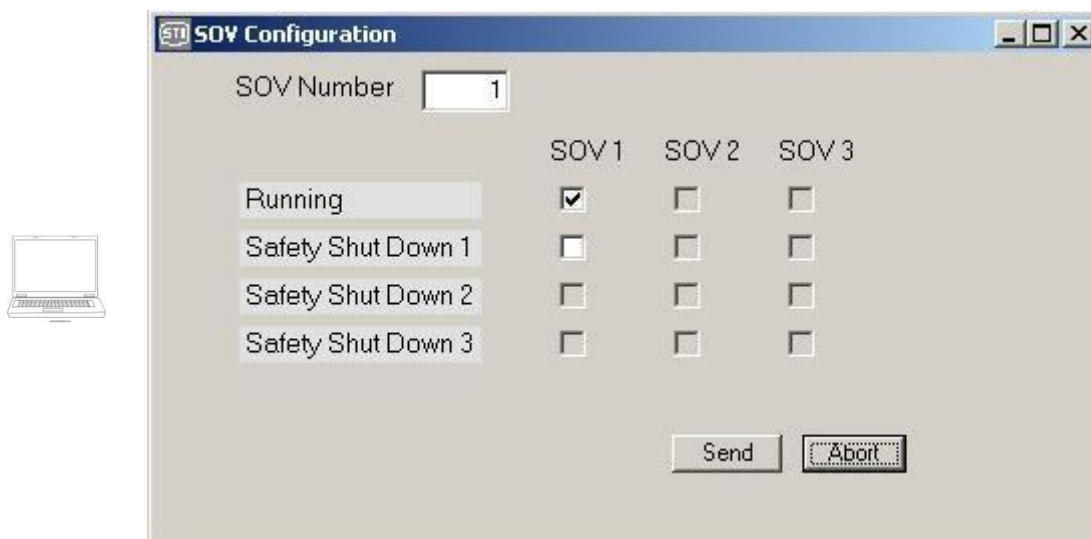 STI SOV Configuration
SOV Number 1
SOV 1 SOV 2 SOV 3
Running
Safety Shut Down 1
Safety Shut Down 2
Safety Shut Down 3
Send Abort